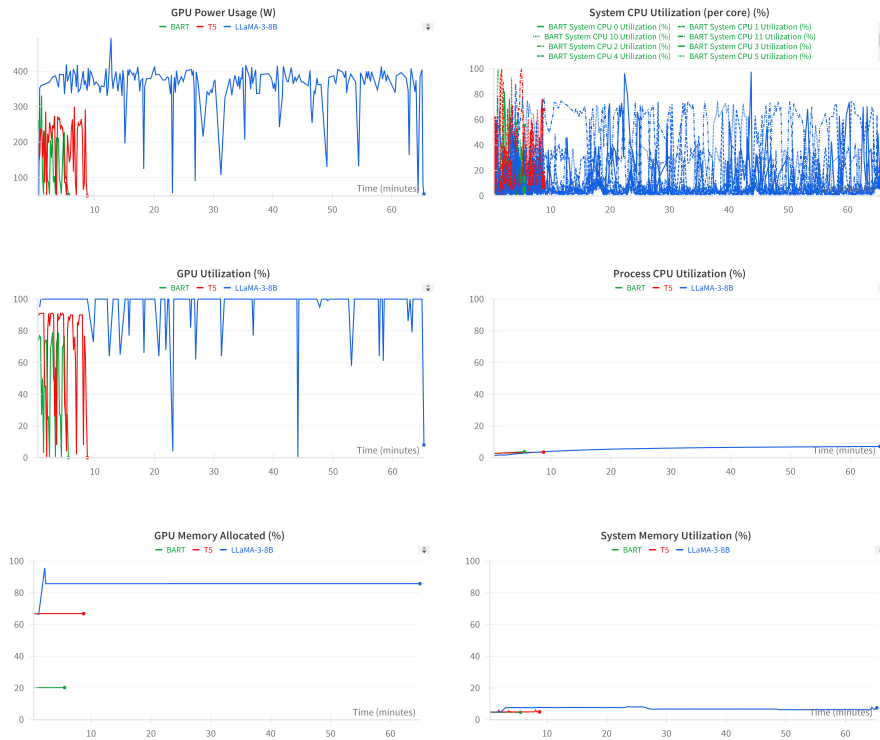 GPU Power Usage (W)
BART T5 LLaMA-3-8B
400
300
200
100
Time (minutes)
10 20 30 40 50 60
System CPU Utilization (per core) (%)
BART System CPU 0 Utilization (%) BART System CPU 1 Utilization (%)
BART System CPU 10 Utilization (%) BART System CPU 11 Utilization (%)
BART System CPU 2 Utilization (%) BART System CPU 3 Utilization (%)
BART System CPU 4 Utilization (%) BART System CPU 5 Utilization (%)
100
80
60
40
20
0
10 20 30 40 50 60
GPU Utilization (%)
BART T5 LLaMA-3-8B
100
80
60
40
20
0
Time (minutes)
10 20 30 40 50 60
Process CPU Utilization (%)
BART T5 LLaMA-3-8B
100
80
60
40
20
0
Time (minutes)
10 20 30 40 50 60
GPU Memory Allocated (%)
BART T5 LLaMA-3-8B
100
80
60
40
20
0
Time (minutes)
10 20 30 40 50 60
System Memory Utilization (%)
BART T5 LLaMA-3-8B
100
80
60
40
20
0
Time (minutes)
10 20 30 40 50 60